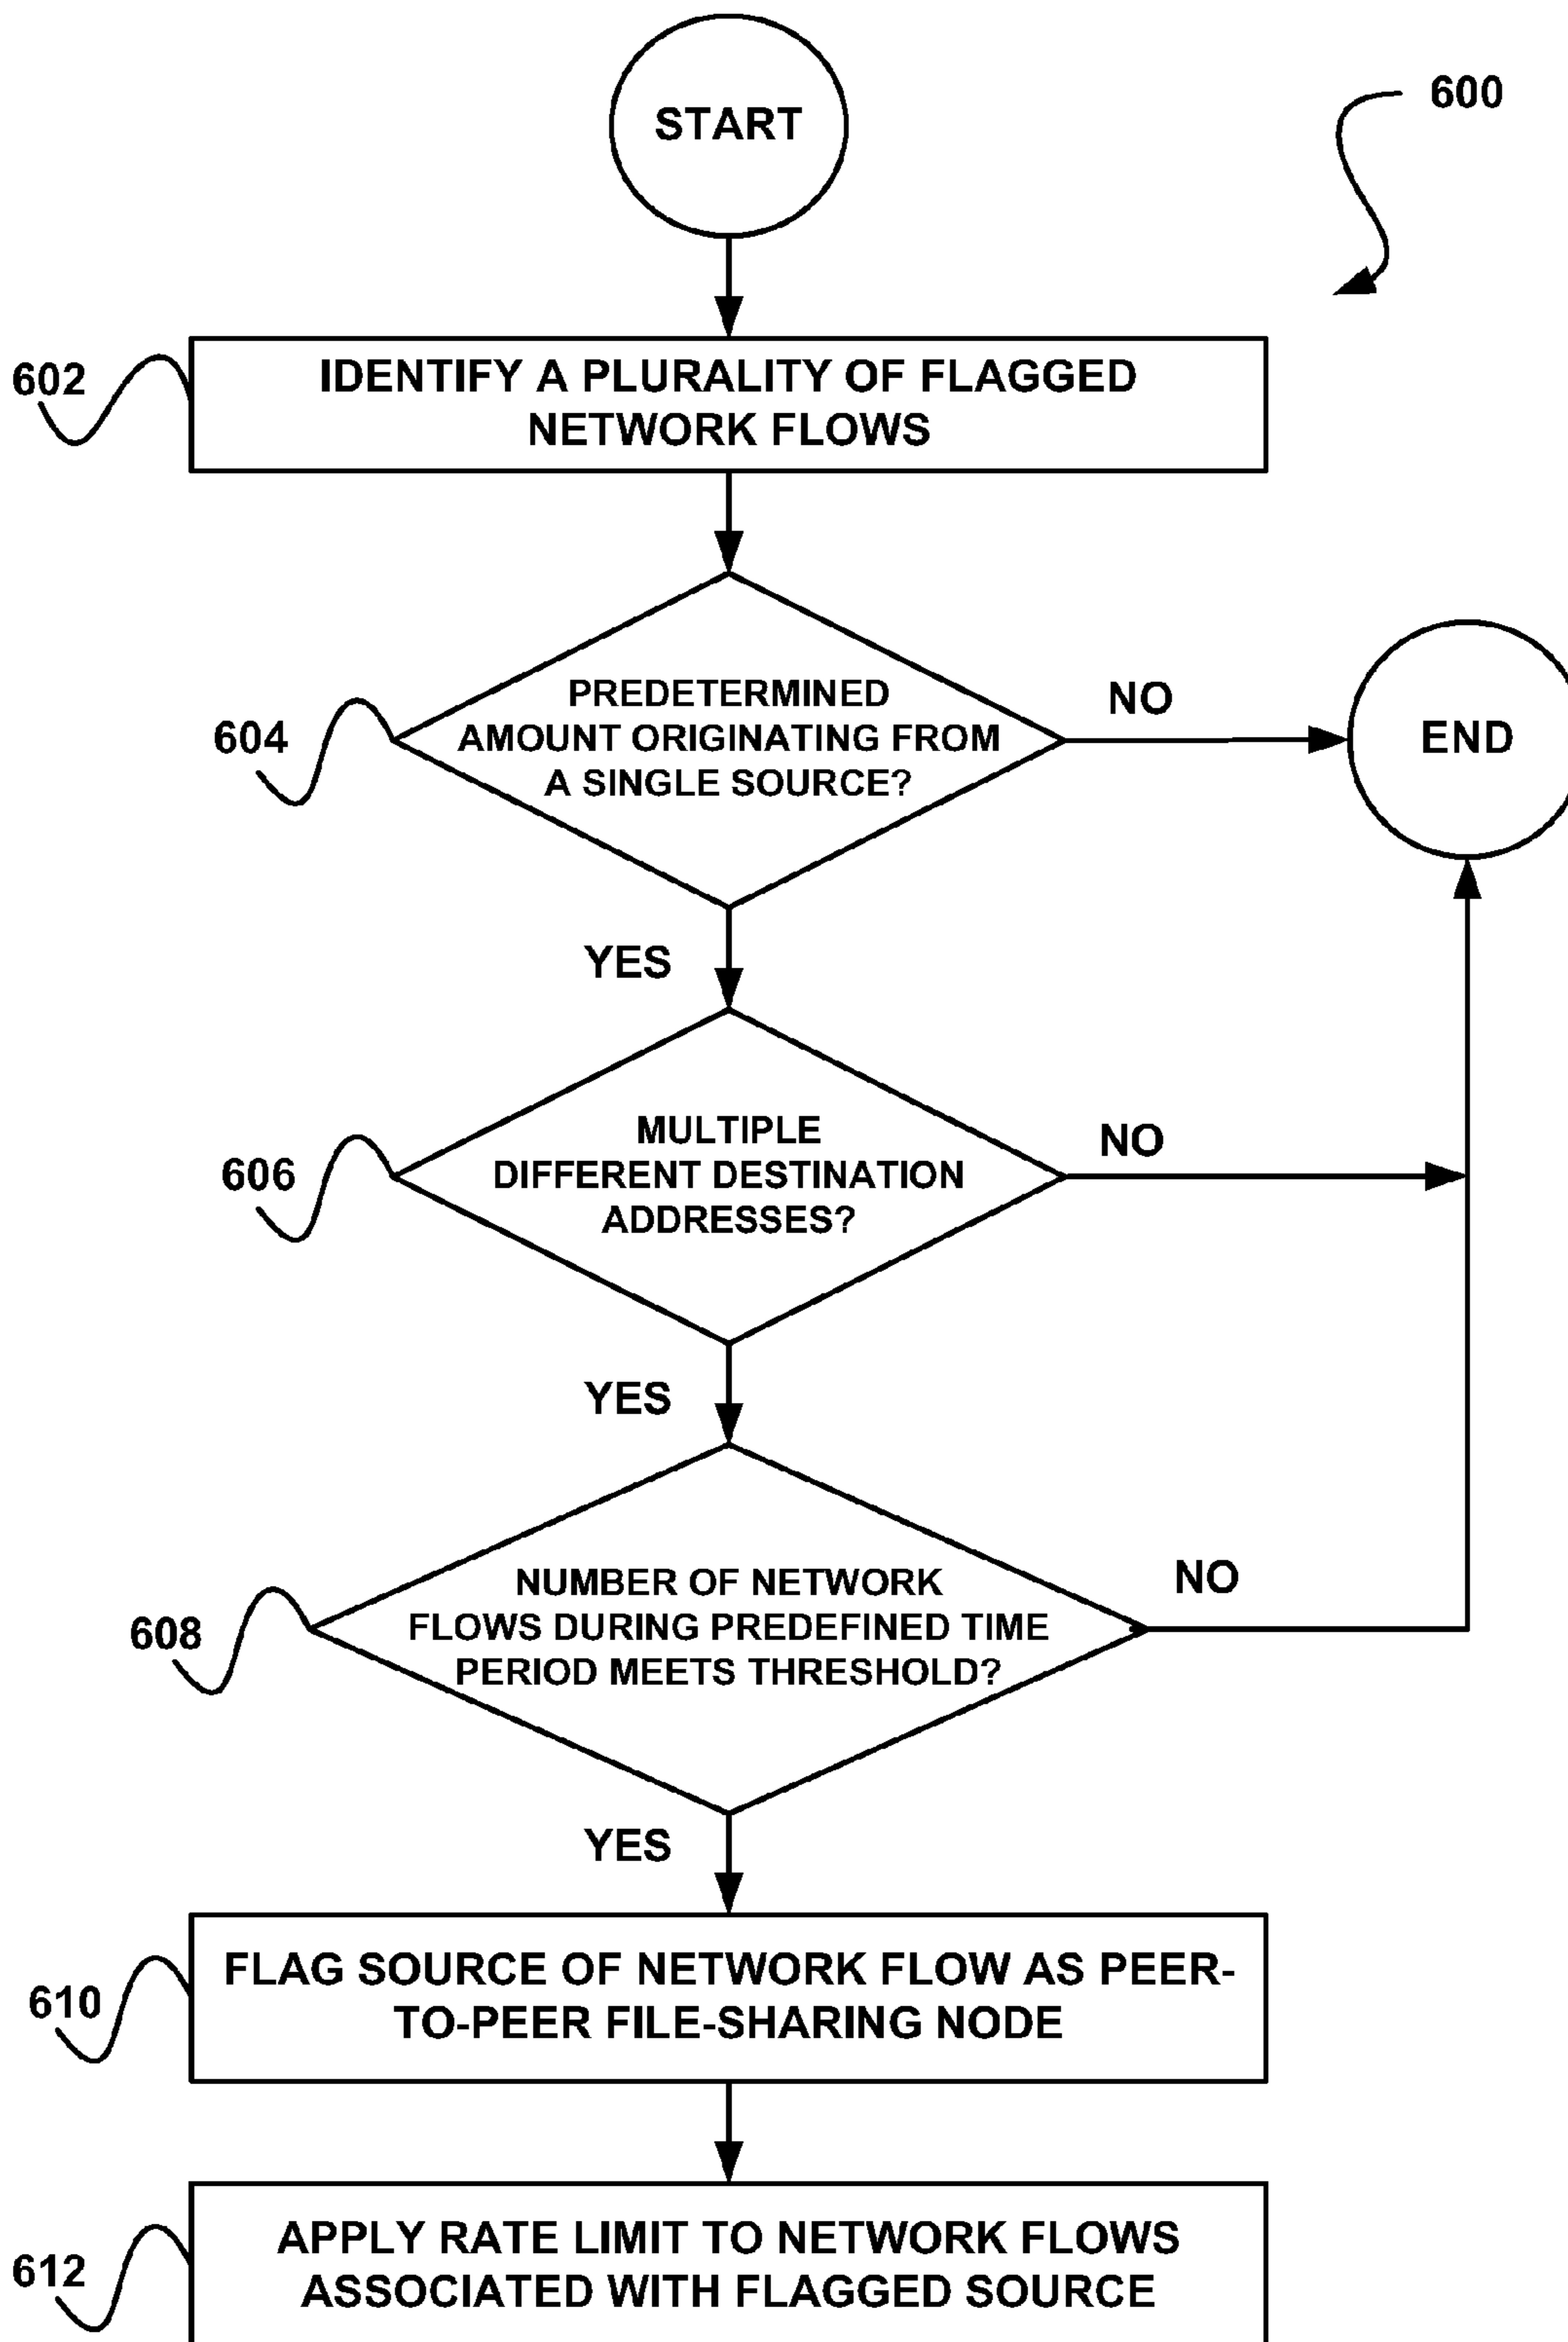 START
600
602
IDENTIFY A PLURALITY OF FLAGGED
NETWORK FLOWS
604
PREDETERMINED
AMOUNT ORIGINATING FROM
A SINGLE SOURCE?
NO
END
YES
606
MULTIPLE
DIFFERENT DESTINATION
ADDRESSES?
NO
YES
608
NUMBER OF NETWORK
FLOWS DURING PREDEFINED TIME
PERIOD MEETS THRESHOLD?
NO
YES
610
FLAG SOURCE OF NETWORK FLOW AS PEER-
TO-PEER FILE-SHARING NODE
612
APPLY RATE LIMIT TO NETWORK FLOWS
ASSOCIATED WITH FLAGGED SOURCE